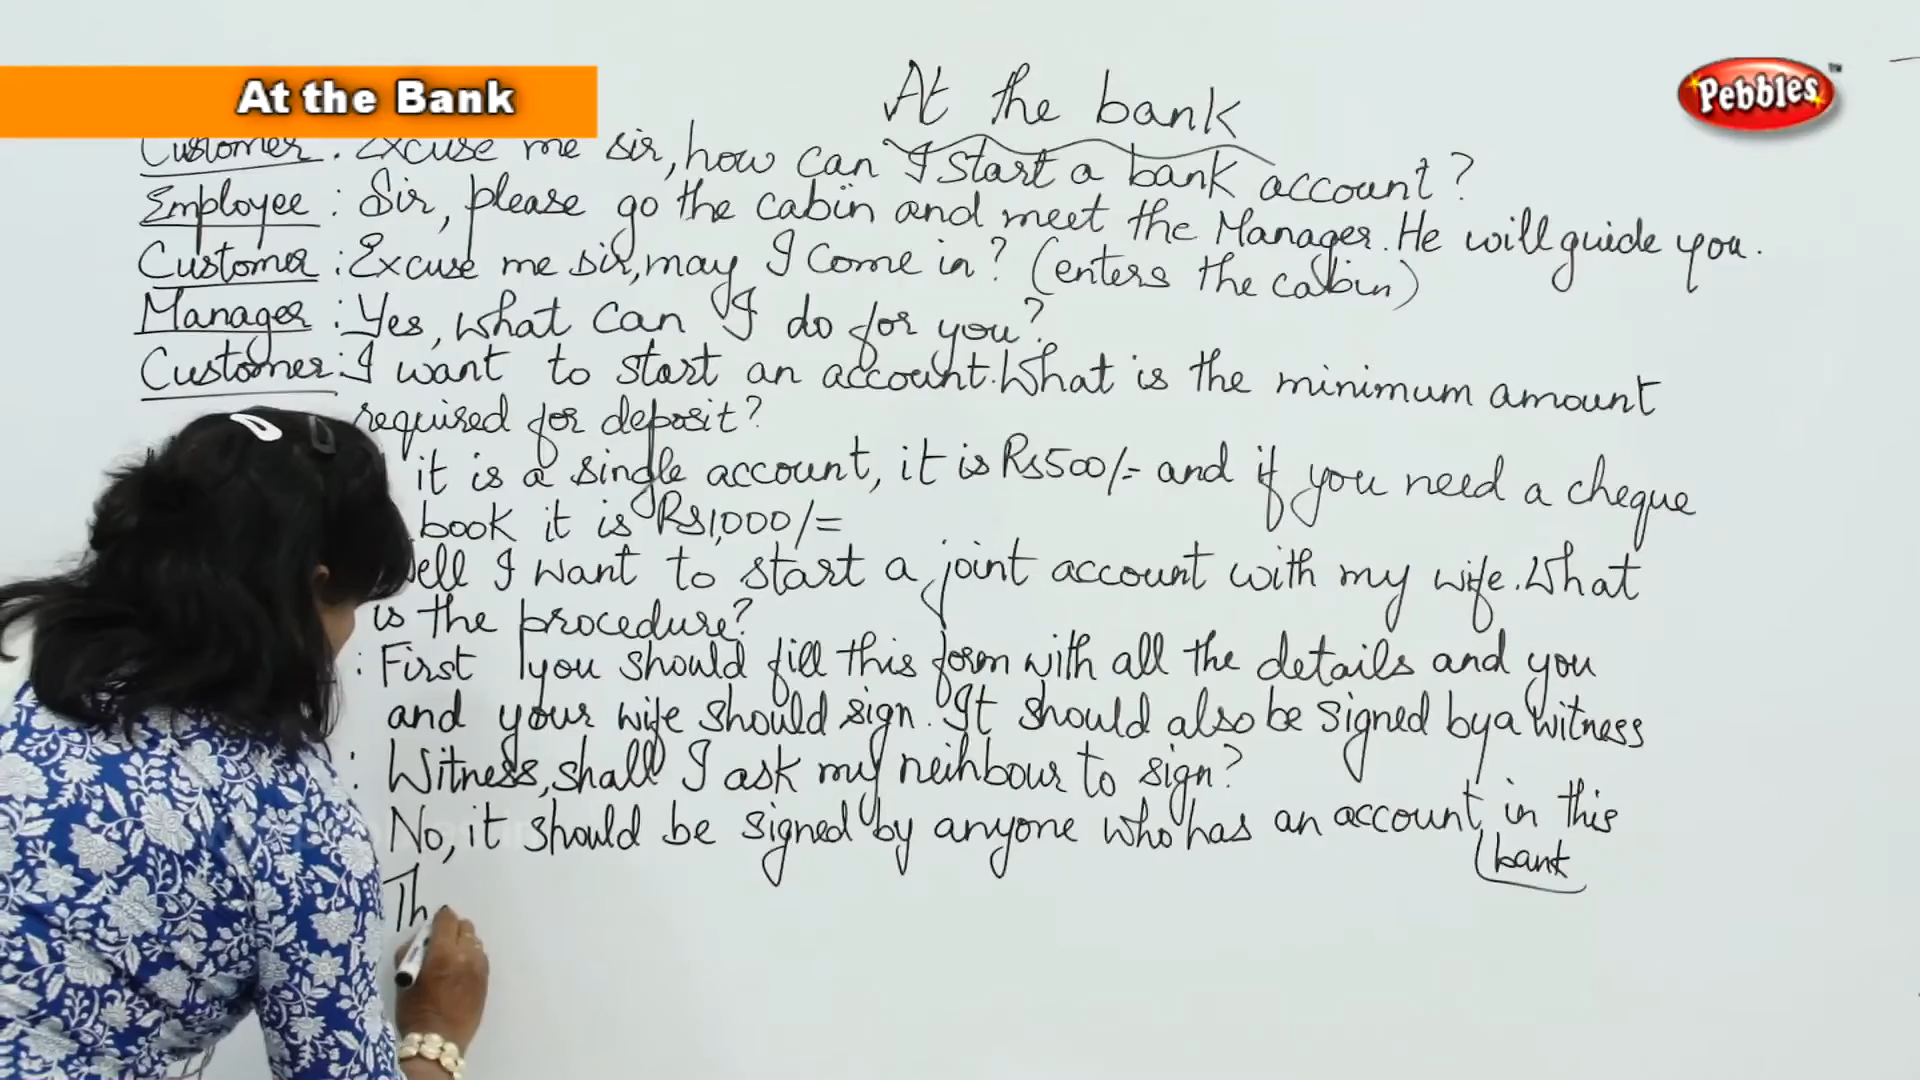 At the Bank
Pebbles
TM
At the bank
Customer : Excuse me sir, how can I start a bank account?
Employee : Sir, please go the cabin and meet the Manager. He will guide you.
Customer : Excuse me sir, may I come in? (enters the cabin)
Manager : Yes, what can I do for you?
Customer : I want to start an account. What is the minimum amount
required for deposit?
it is a single account, it is Rs500/= and if you need a cheque
book it is Rs1,000/=
ell I want to start a joint account with my wife. What
is the procedure?
: First you should fill this form with all the details and you
and your wife should sign. It should also be signed by a witness
: Witness, shall I ask my neihbour to sign?
No, it should be signed by anyone who has an account in this
bank
Th